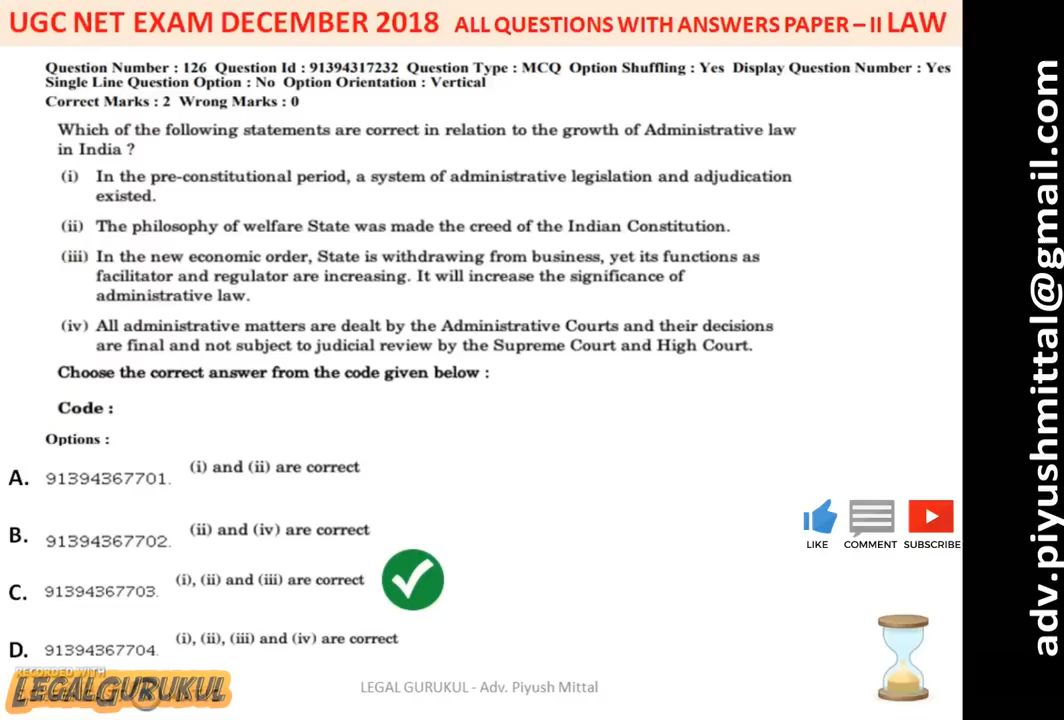 UGC NET EXAM DECEMBER 2018 ALL QUESTIONS WITH ANSWERS PAPER – II LAW
Question Number : 126 Question Id : 91394317232 Question Type : MCQ Option Shuffling : Yes Display Question Number : Yes
Single Line Question Option : No Option Orientation : Vertical
Correct Marks : 2 Wrong Marks : 0
Which of the following statements are correct in relation to the growth of Administrative law
in India ?
(i) In the pre-constitutional period, a system of administrative legislation and adjudication
existed.
(ii) The philosophy of welfare State was made the creed of the Indian Constitution.
(iii) In the new economic order, State is withdrawing from business, yet its functions as
facilitator and regulator are increasing. It will increase the significance of
administrative law.
(iv) All administrative matters are dealt by the Administrative Courts and their decisions
are final and not subject to judicial review by the Supreme Court and High Court.
Choose the correct answer from the code given below :
Code :
Options :
A. 91394367701. (i) and (ii) are correct
B. 91394367702. (ii) and (iv) are correct
C. 91394367703. (i), (ii) and (iii) are correct
D. 91394367704. (i), (ii), (iii) and (iv) are correct
LIKE COMMENT SUBSCRIBE
RECORDED WITH
LEGALGURUKUL
LEGAL GURUKUL - Adv. Piyush Mittal
adv.piyushmittal@gmail.com